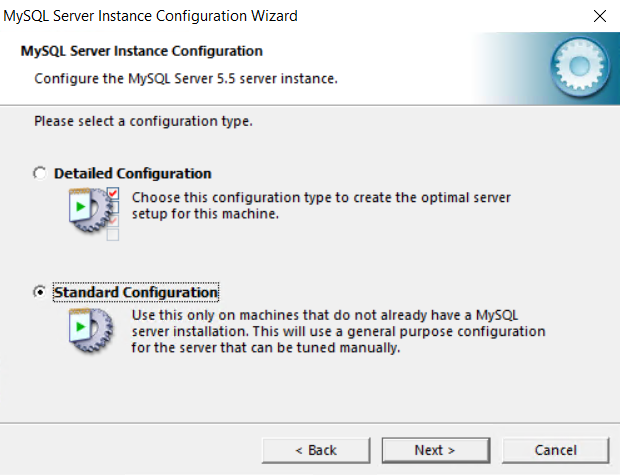 MySQL Server Instance Configuration Wizard
MySQL Server Instance Configuration
Configure the MySQL Server 5.5 server instance.
Please select a configuration type.
Detailed Configuration
Choose this configuration type to create the optimal server
setup for this machine.
Standard Configuration
Use this only on machines that do not already have a MySQL
server installation. This will use a general purpose configuration
for the server that can be tuned manually.
< Back
Next >
Cancel